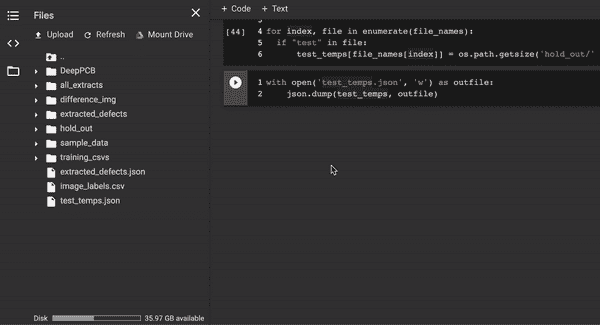 Files
Upload
Refresh
Mount Drive
..
DeepPCB
all_extracts
difference_img
extracted_defects
hold_out
sample_data
training_csvs
extracted_defects.json
image_labels.csv
test_temps.json
Disk
35.97 GB available
+ Code + Text
[44]
4 for index, file in enumerate(file_names):
5 if "test" in file:
6 test_temps[file_names[index]] = os.path.getsize('hold_out/'
1 with open('test_temps.json', 'w') as outfile:
2 json.dump(test_temps, outfile)